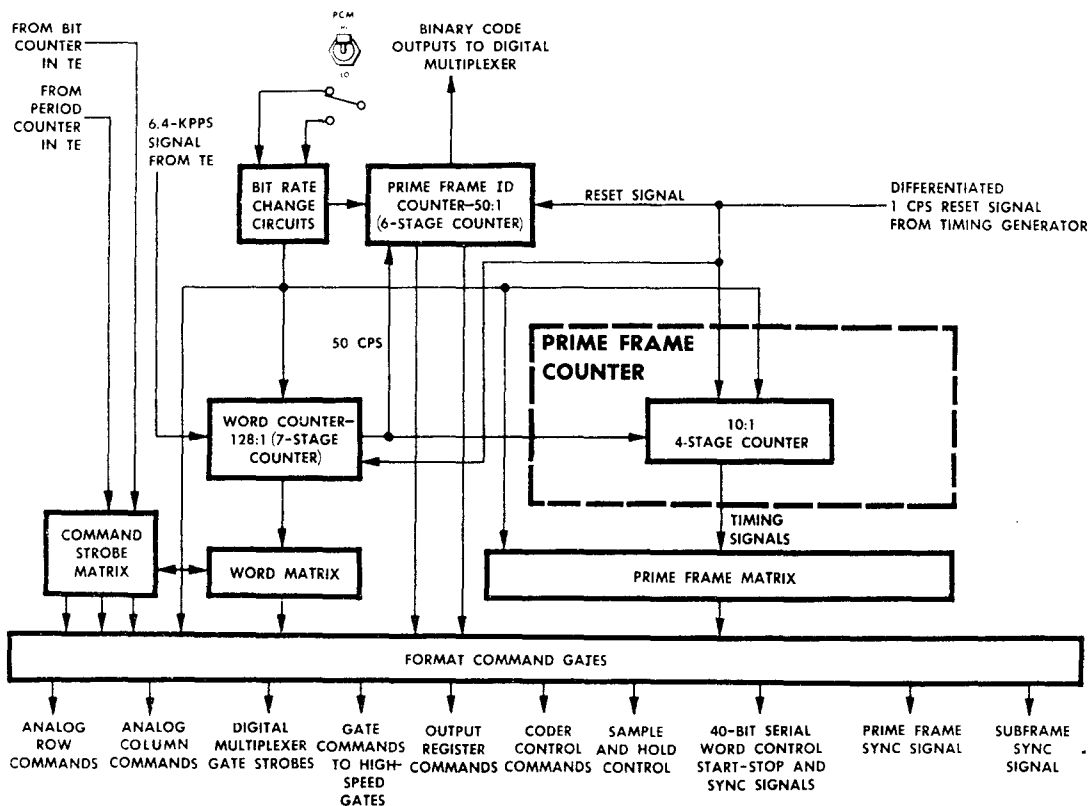 PCM
HI
LO
FROM BIT
COUNTER
IN TE
FROM
PERIOD
COUNTER
IN TE
6.4-KPPS
SIGNAL
FROM TE
BINARY CODE
OUTPUTS TO DIGITAL
MULTIPLEXER
BIT RATE
CHANGE
CIRCUITS
PRIME FRAME ID
COUNTER—50:1
(6-STAGE COUNTER)
RESET SIGNAL
DIFFERENTIATED
1 CPS RESET SIGNAL
FROM TIMING GENERATOR
50 CPS
PRIME FRAME
COUNTER
WORD COUNTER—
128:1 (7-STAGE
COUNTER)
10:1
4-STAGE COUNTER
TIMING
SIGNALS
COMMAND
STROBE
MATRIX
WORD MATRIX
PRIME FRAME MATRIX
FORMAT COMMAND GATES
ANALOG
ROW
COMMANDS
ANALOG
COLUMN
COMMANDS
DIGITAL
MULTIPLEXER
GATE STROBES
GATE
COMMANDS
TO HIGH-
SPEED
GATES
OUTPUT
REGISTER
COMMANDS
CODER
CONTROL
COMMANDS
SAMPLE
AND HOLD
CONTROL
40-BIT SERIAL
WORD CONTROL
START-STOP AND
SYNC SIGNALS
PRIME FRAME
SYNC SIGNAL
SUBFRAME
SYNC
SIGNAL